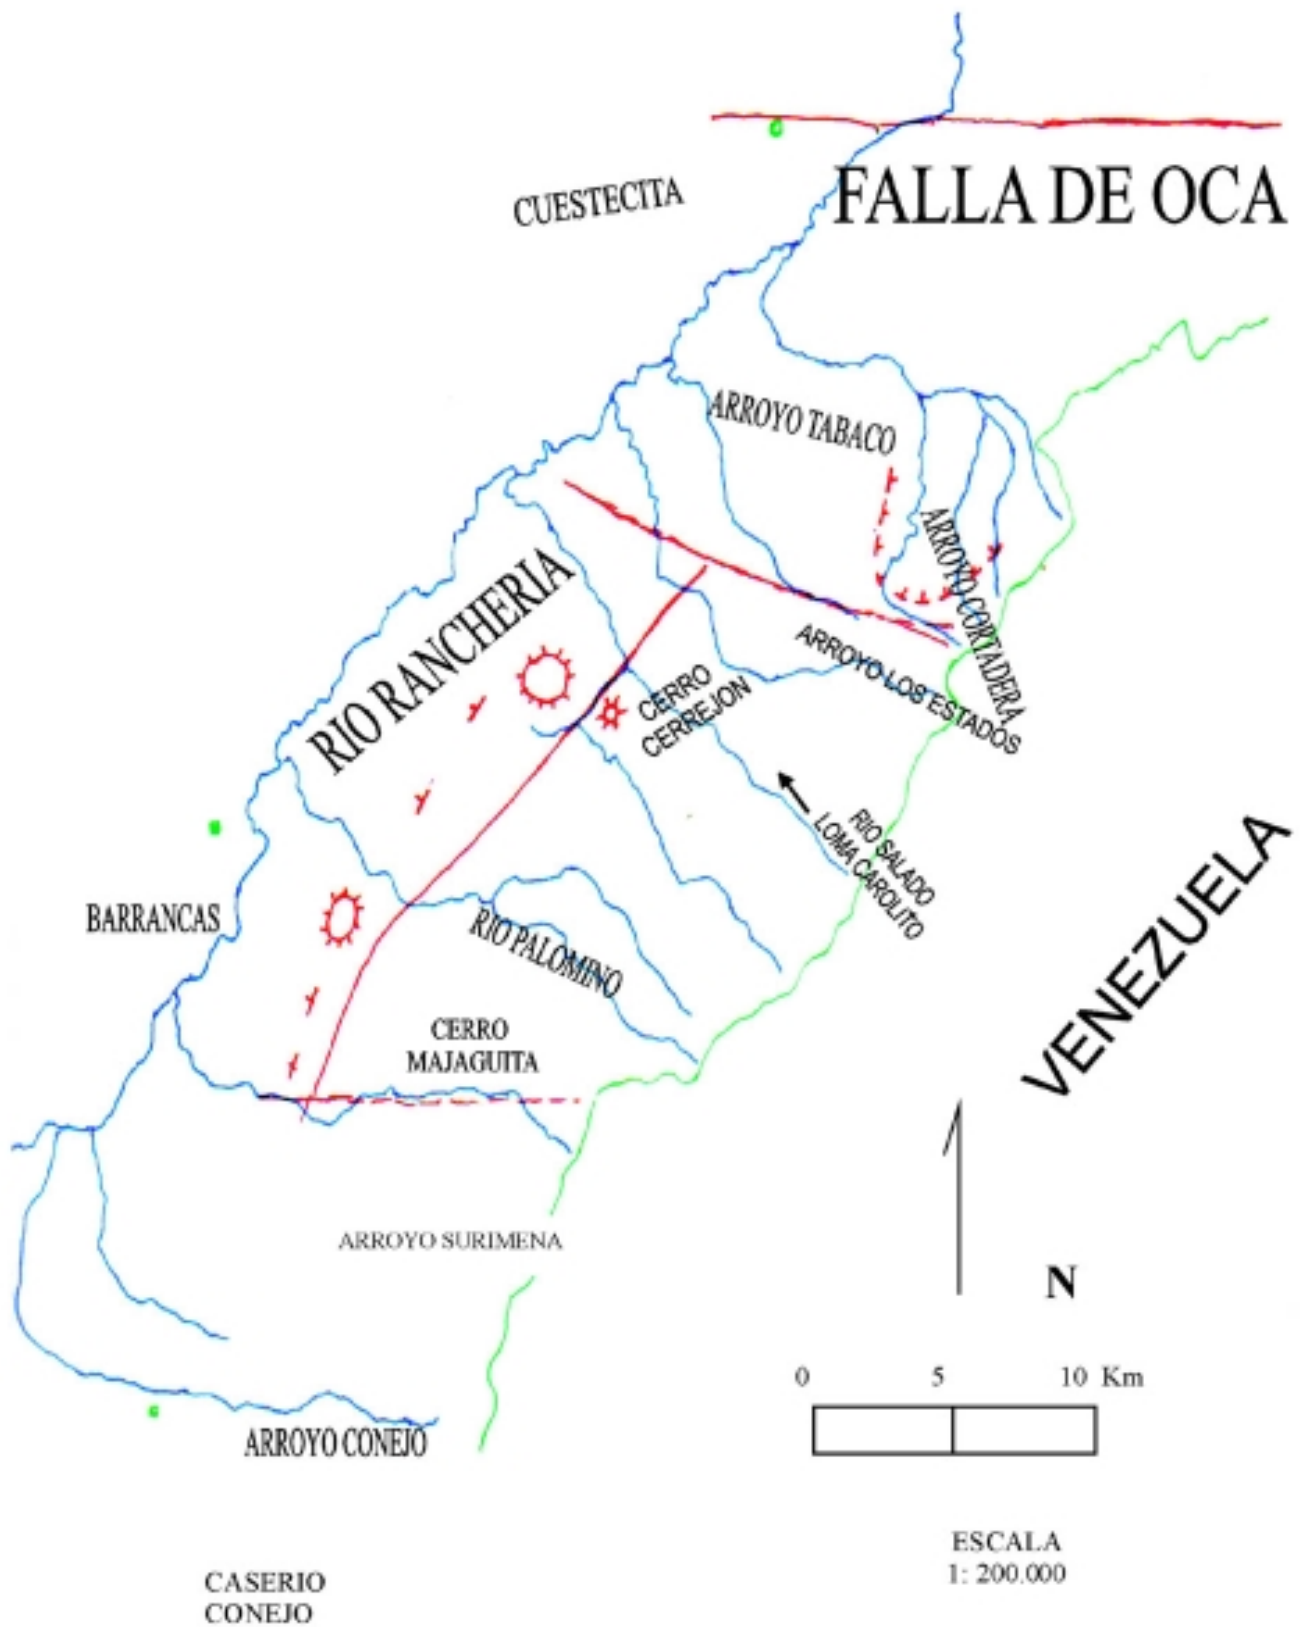 FALLA DE OCA
CUESTECITA
ARROYO TABACO
ARROYO CORTADERA
RIO RANCHERIA
ARROYO LOS ESTADOS
CERRO
CERREJON
RIO SALADO
LOMA CAROLITO
VENEZUELA
BARRANCAS
RIO PALOMINO
CERRO
MAJAGUITA
ARROYO SURIMENA
N
0 5 10 Km
ARROYO CONEJO
ESCALA
1: 200.000
CASERIO
CONEJO